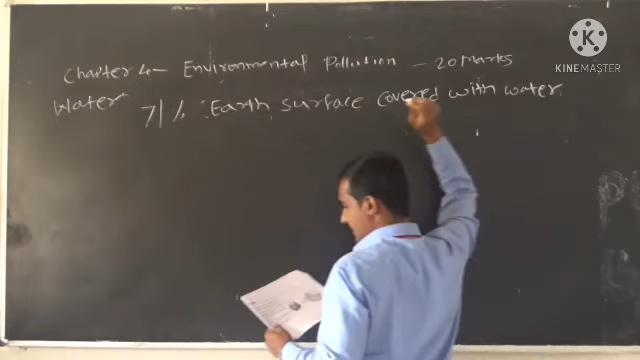 Chapter 4 - Environmental Pollution - 20 Marks
Water 71% : Earth surface covered with water.
KINEMASTER